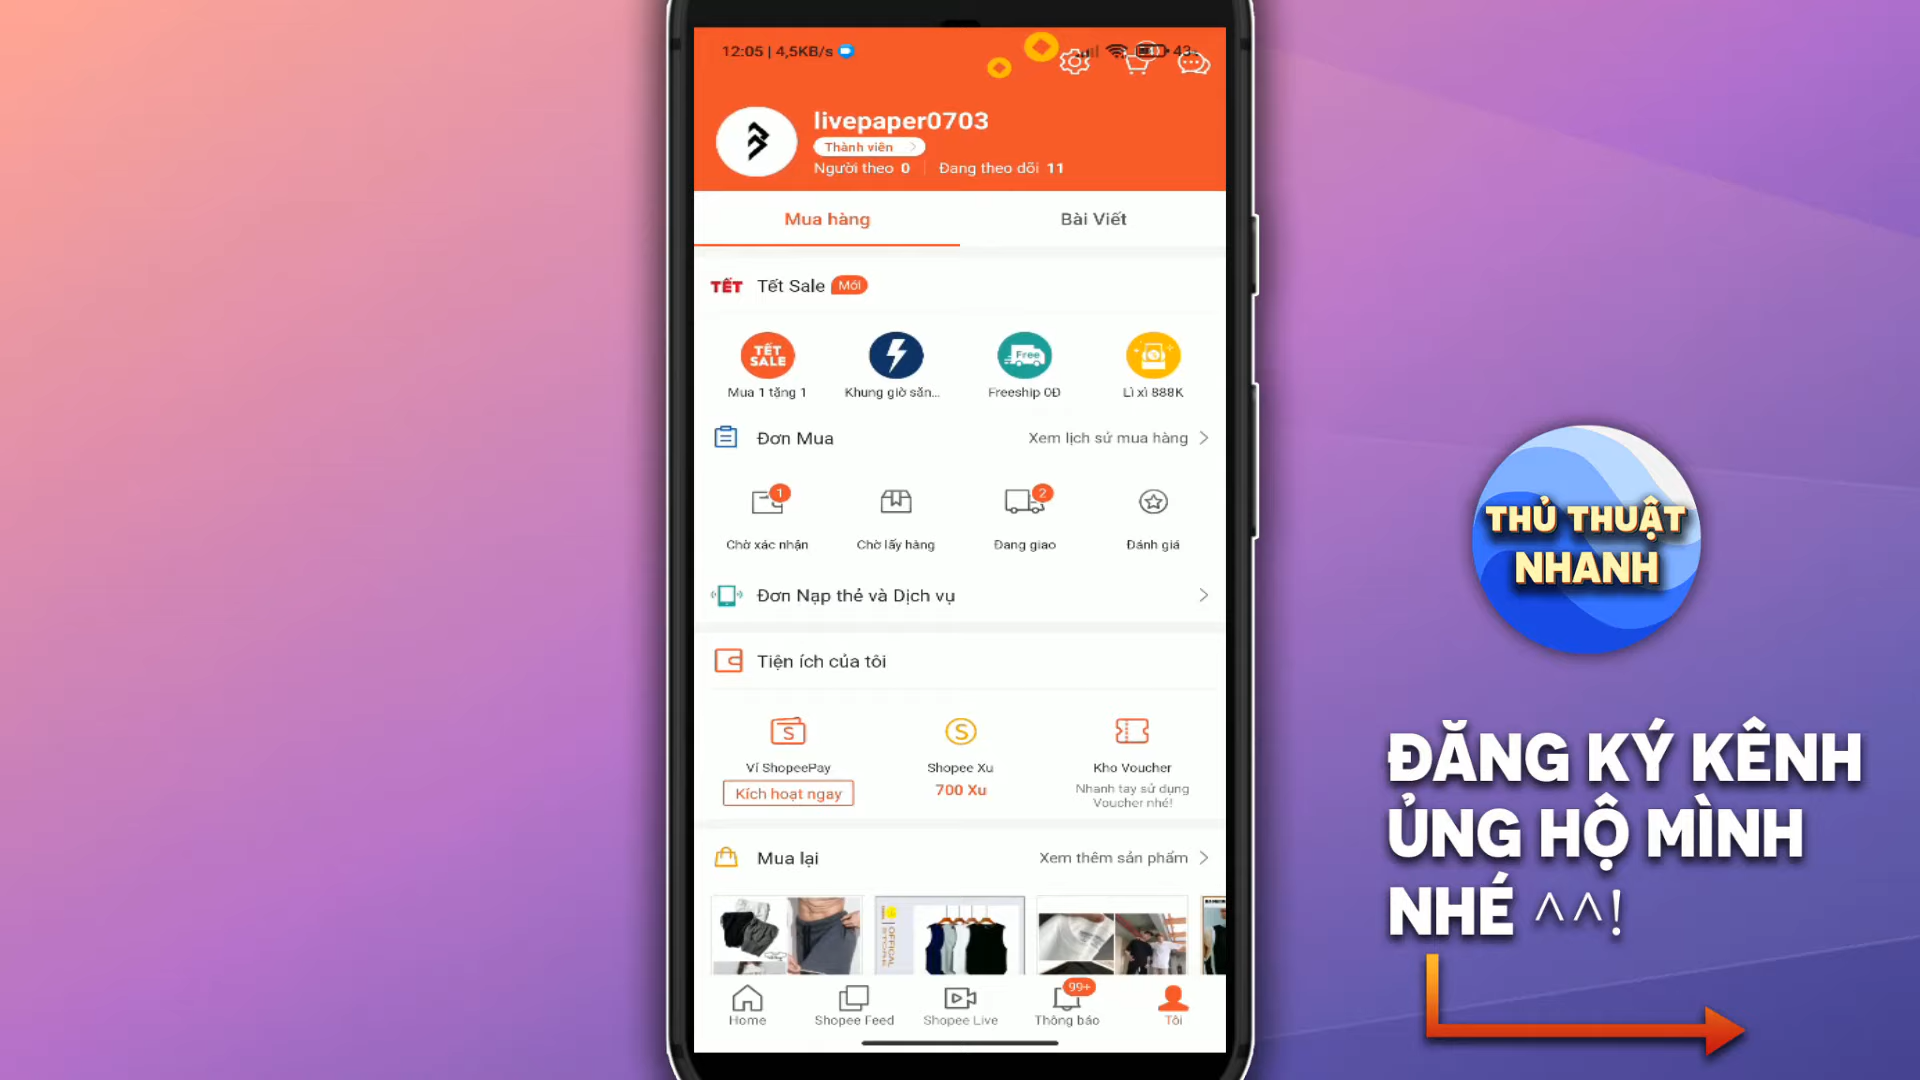 12:05 | 4,5KB/s
livepaper0703
Thành viên
Người theo 0
Đang theo dõi 11
Mua hàng
Bài Viết
TẾT Tết Sale Mới
TẾT
SALE
Free
Mua 1 tặng 1
Khung giờ săn...
Freeship 0Đ
Lì xì 888K
Đơn Mua
Xem lịch sử mua hàng
1
2
Chờ xác nhận
Chờ lấy hàng
Đang giao
Đánh giá
Đơn Nạp thẻ và Dịch vụ
Tiện ích của tôi
Ví ShopeePay
Shopee Xu
Kho Voucher
Kích hoạt ngay
700 Xu
Nhanh tay sử dụng
Voucher nhé!
Mua lại
Xem thêm sản phẩm
OFFICAL
STORE
99+
Home
Shopee Feed
Shopee Live
Thông báo
Tôi
THỦ THUẬT
NHANH
ĐĂNG KÝ KÊNH
ỦNG HỘ MÌNH
NHÉ ^^!